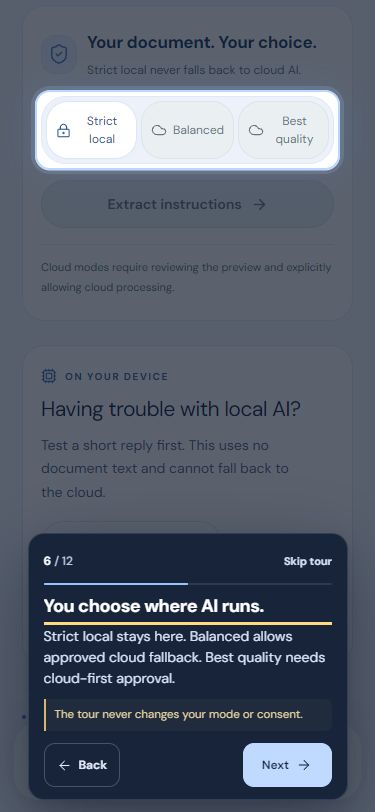 Your document. Your choice.
Strict local never falls back to cloud AI.
Strict
local
Balanced
Best
quality
Extract instructions →
Cloud modes require reviewing the preview and explicitly
allowing cloud processing.
ON YOUR DEVICE
Having trouble with local AI?
Test a short reply first. This uses no
document text and cannot fall back to
the cloud.
6 / 12
Skip tour
You choose where AI runs.
Strict local stays here. Balanced allows
approved cloud fallback. Best quality needs
cloud-first approval.
The tour never changes your mode or consent.
← Back
Next →